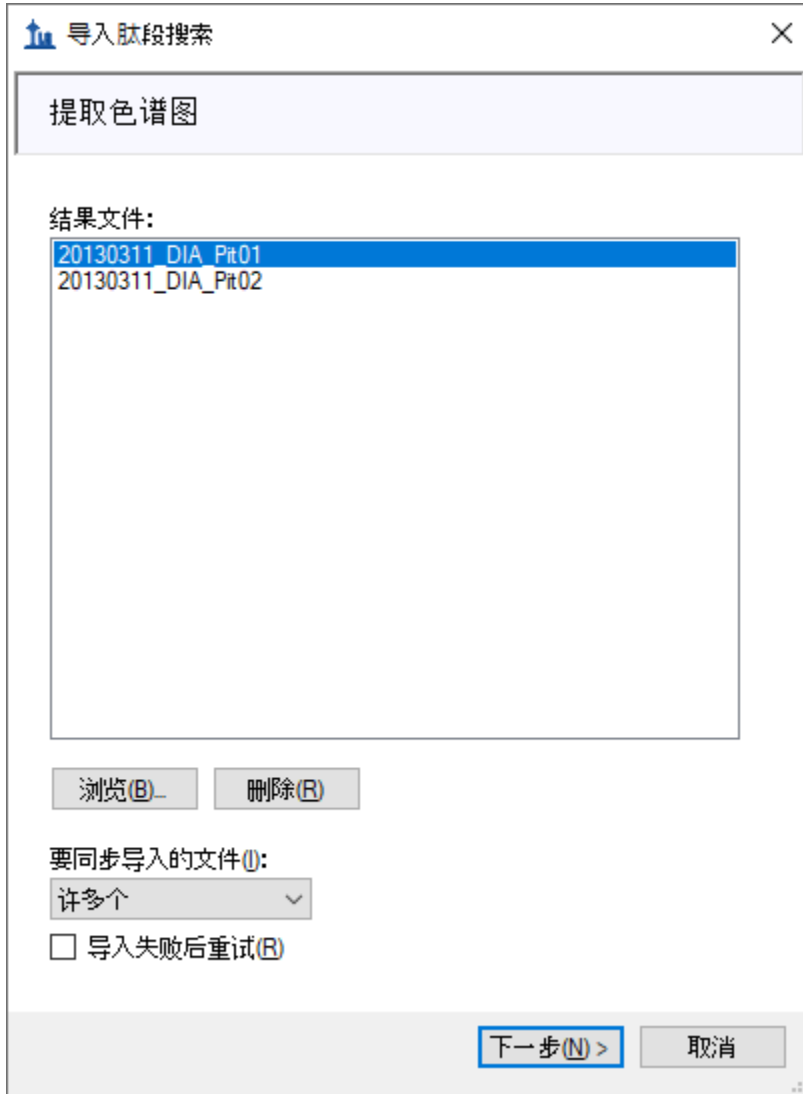 导入肽段搜索
提取色谱图
结果文件:
20130311_DIA_Pit01
20130311_DIA_Pit02
浏览(B)...
删除(R)
要同步导入的文件(I):
许多个
导入失败后重试(R)
下一步(N) >
取消